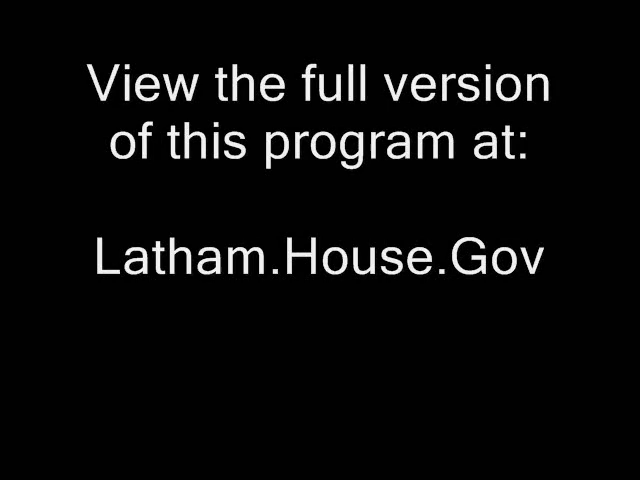 View the full version
of this program at:
Latham.House.Gov